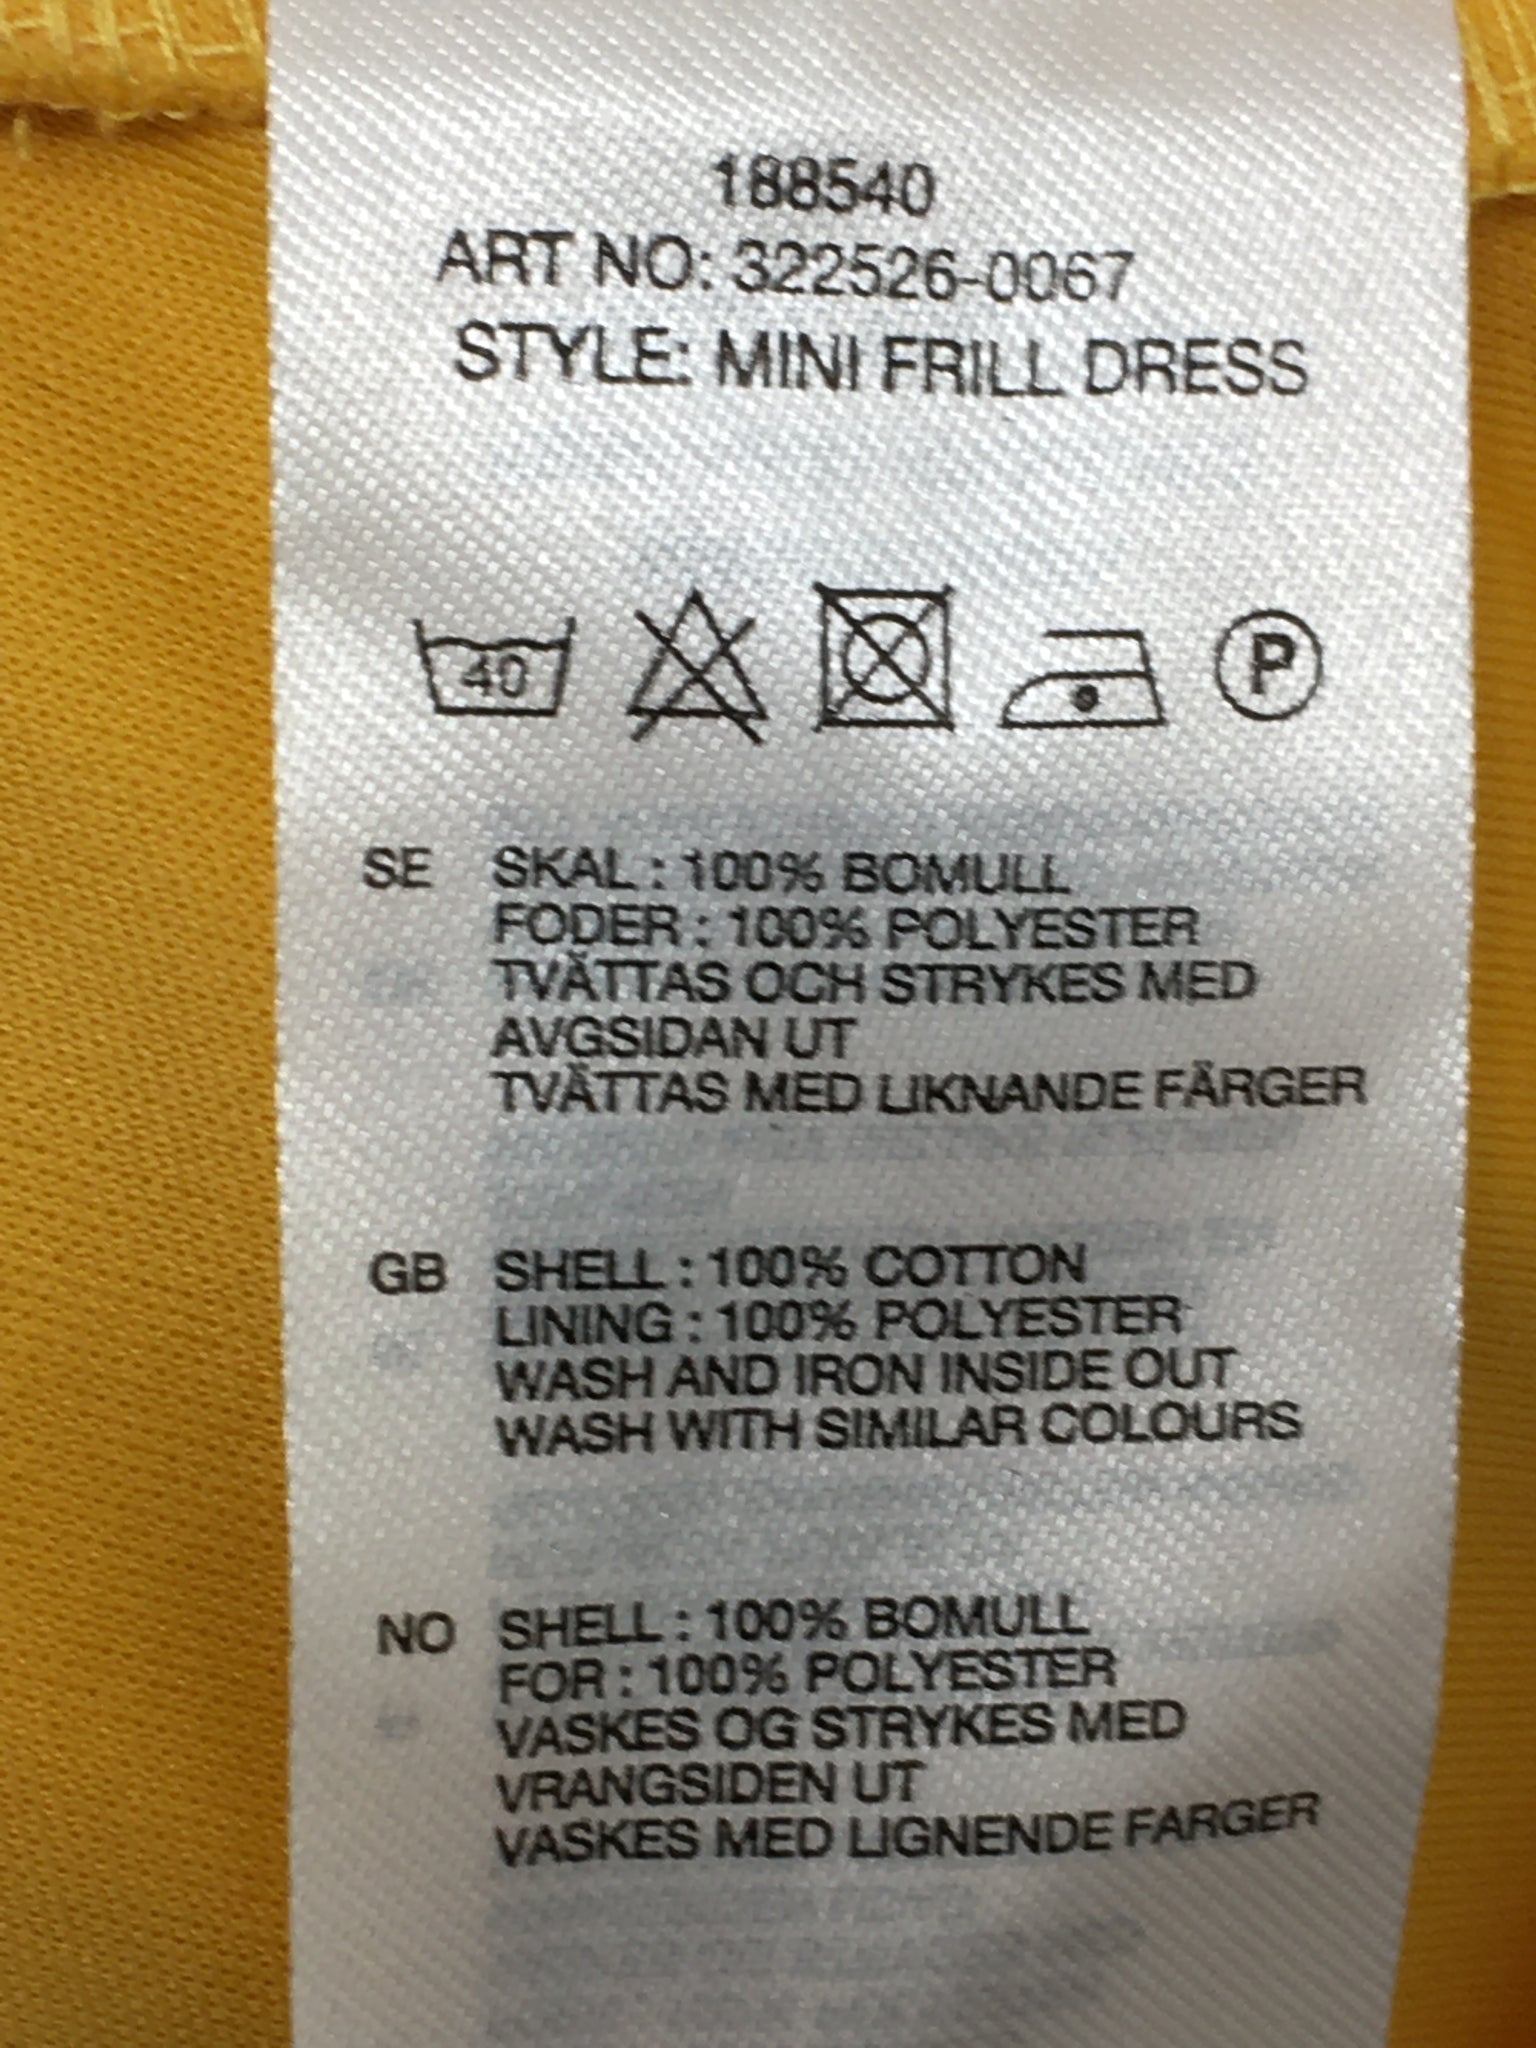 188540
ART NO: 322526-0067
STYLE: MINI FRILL DRESS
40 P
SE SKAL : 100% BOMULL
FODER : 100% POLYESTER
TVÄTTAS OCH STRYKES MED
AVGSIDAN UT
TVÄTTAS MED LIKNANDE FÄRGER
GB SHELL : 100% COTTON
LINING : 100% POLYESTER
WASH AND IRON INSIDE OUT
WASH WITH SIMILAR COLOURS
NO SHELL : 100% BOMULL
FOR : 100% POLYESTER
VASKES OG STRYKES MED
VRANGSIDEN UT
VASKES MED LIGNENDE FARGER